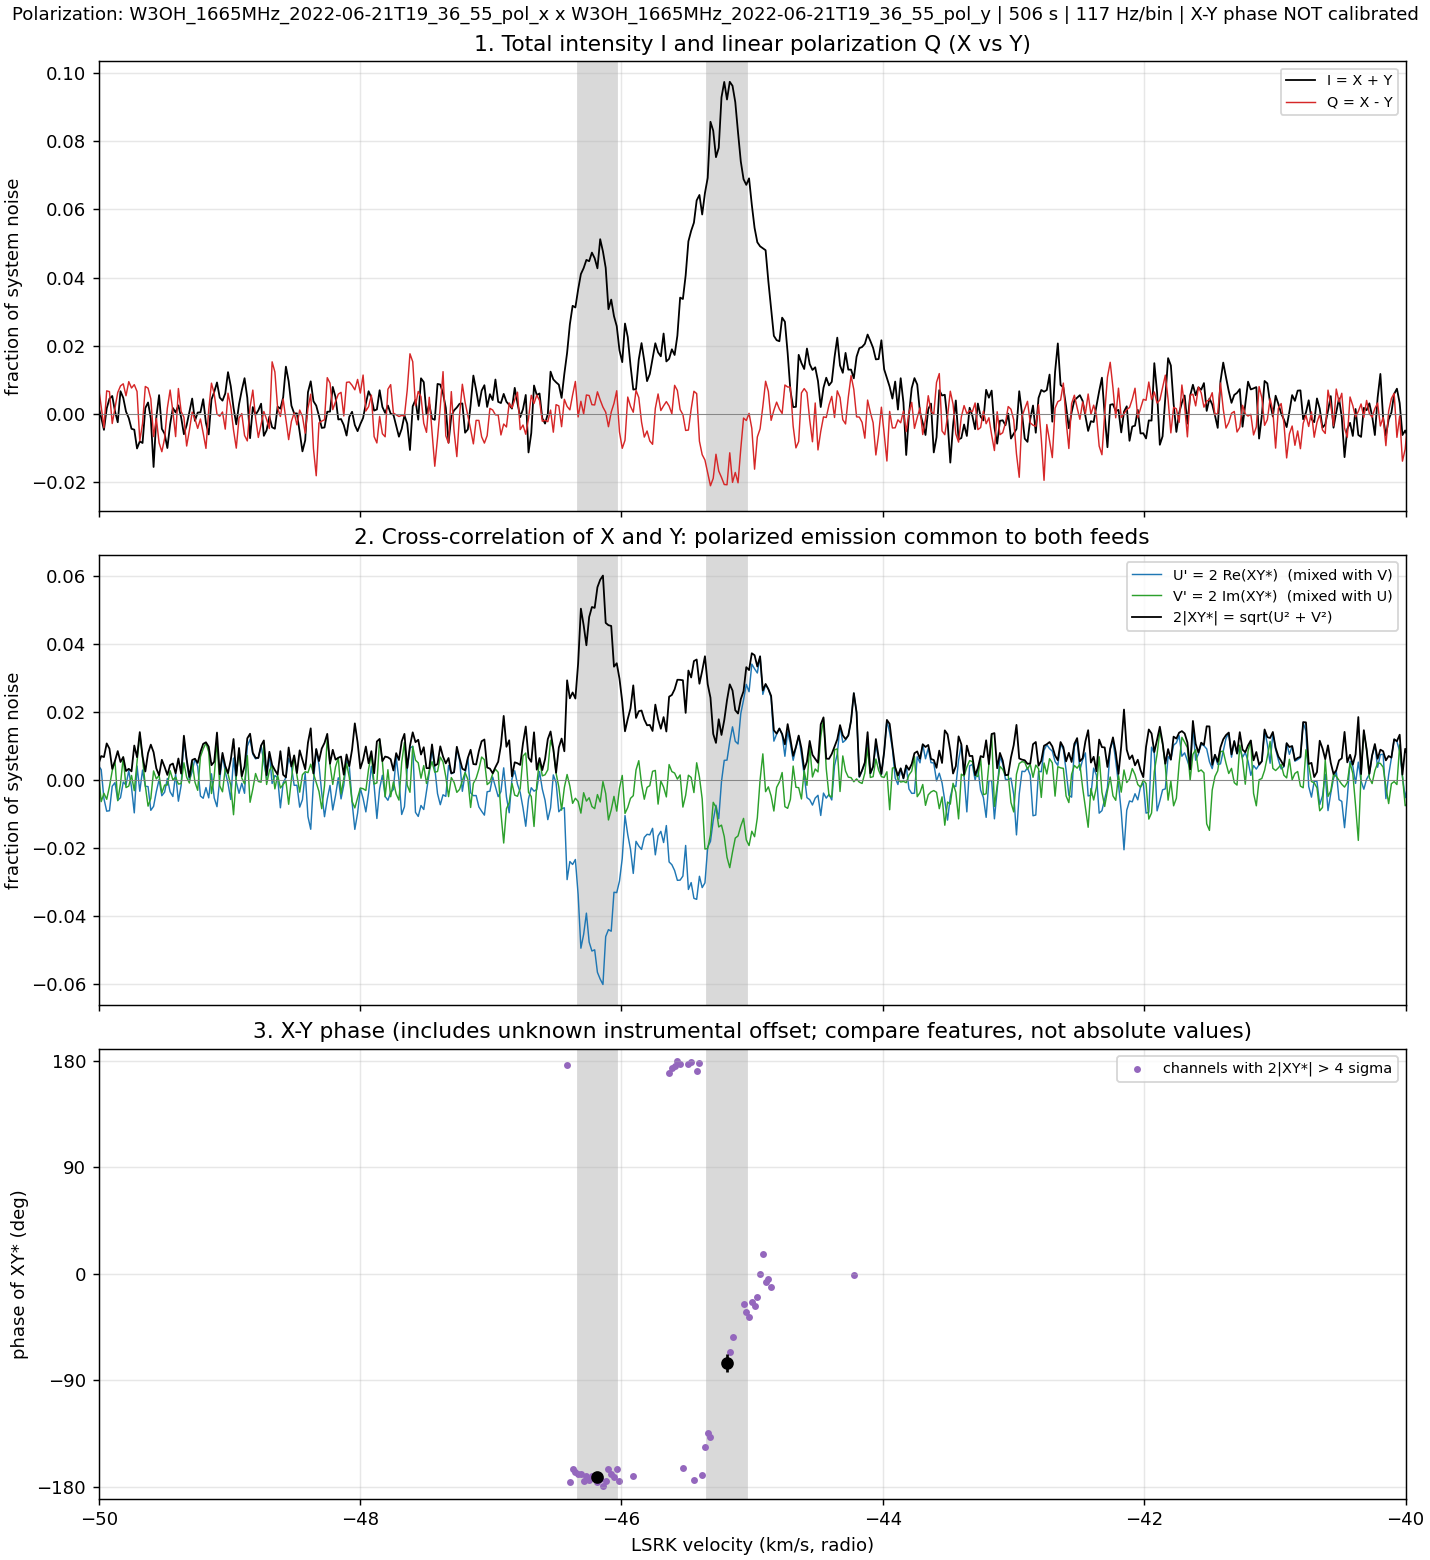 Polarization: W3OH_1665MHz_2022-06-21T19_36_55_pol_x x W3OH_1665MHz_2022-06-21T19_36_55_pol_y | 506 s | 117 Hz/bin | X-Y phase NOT calibrated
1. Total intensity I and linear polarization Q (X vs Y)
I = X + Y
Q = X - Y
fraction of system noise
0.10
0.08
0.06
0.04
0.02
0.00
−0.02
2. Cross-correlation of X and Y: polarized emission common to both feeds
U' = 2 Re(XY*)  (mixed with V)
V' = 2 Im(XY*)  (mixed with U)
2|XY*| = sqrt(U² + V²)
fraction of system noise
0.06
0.04
0.02
0.00
−0.02
−0.04
−0.06
3. X-Y phase (includes unknown instrumental offset; compare features, not absolute values)
channels with 2|XY*| > 4 sigma
phase of XY* (deg)
180
90
0
−90
−180
−50 −48 −46 −44 −42 −40
LSRK velocity (km/s, radio)